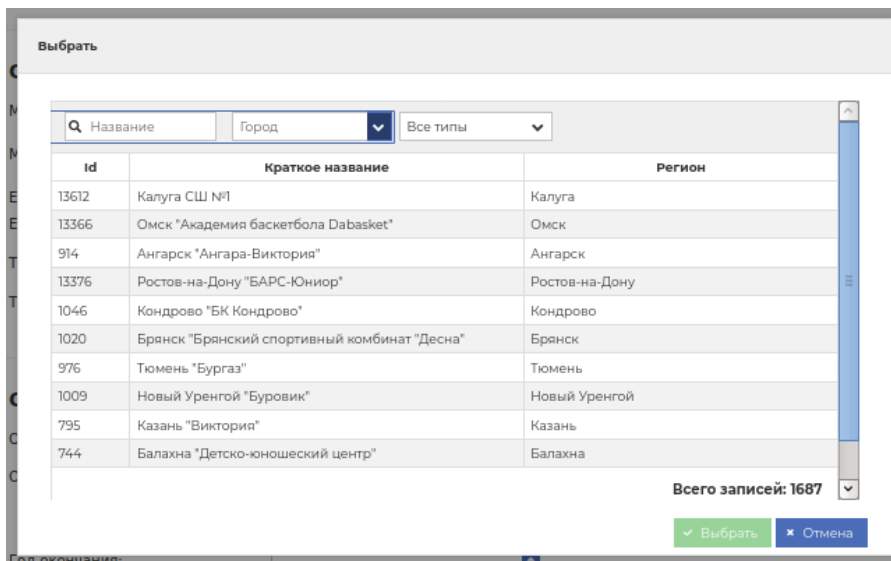 Выбрать
Название Город Все типы
Id Краткое название Регион
13612 Калуга СШ №1 Калуга
13366 Омск "Академия баскетбола Dabasket" Омск
914 Ангарск "Ангара-Виктория" Ангарск
13376 Ростов-на-Дону "БАРС-Юниор" Ростов-на-Дону
1046 Кондрово "БК Кондрово" Кондрово
1020 Брянск "Брянский спортивный комбинат "Десна" Брянск
976 Тюмень "Бургаз" Тюмень
1009 Новый Уренгой "Буровик" Новый Уренгой
795 Казань "Виктория" Казань
744 Балахна "Детско-юношеский центр" Балахна
Всего записей: 1687
Выбрать Отмена
Год окончания: